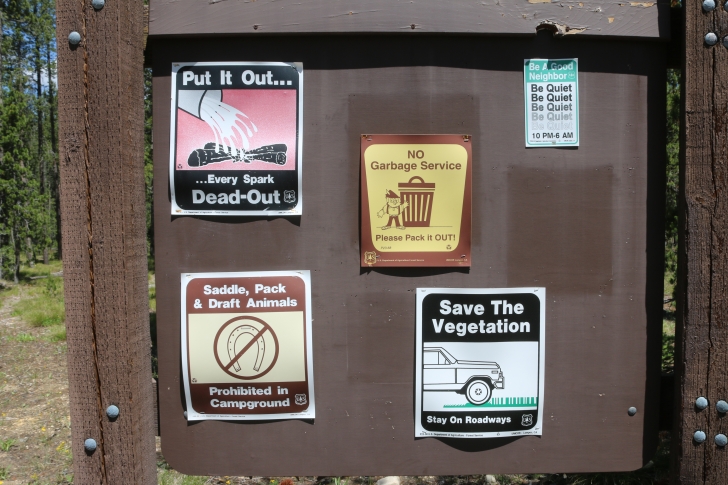 Put It Out...
...Every Spark
Dead-Out
Be A Good
Neighbor
Be Quiet
Be Quiet
Be Quiet
Be Quiet
Be Quiet
10 PM-6 AM
NO
Garbage Service
Please Pack it OUT!
Saddle, Pack
& Draft Animals
Prohibited in
Campground
Save The
Vegetation
Stay On Roadways